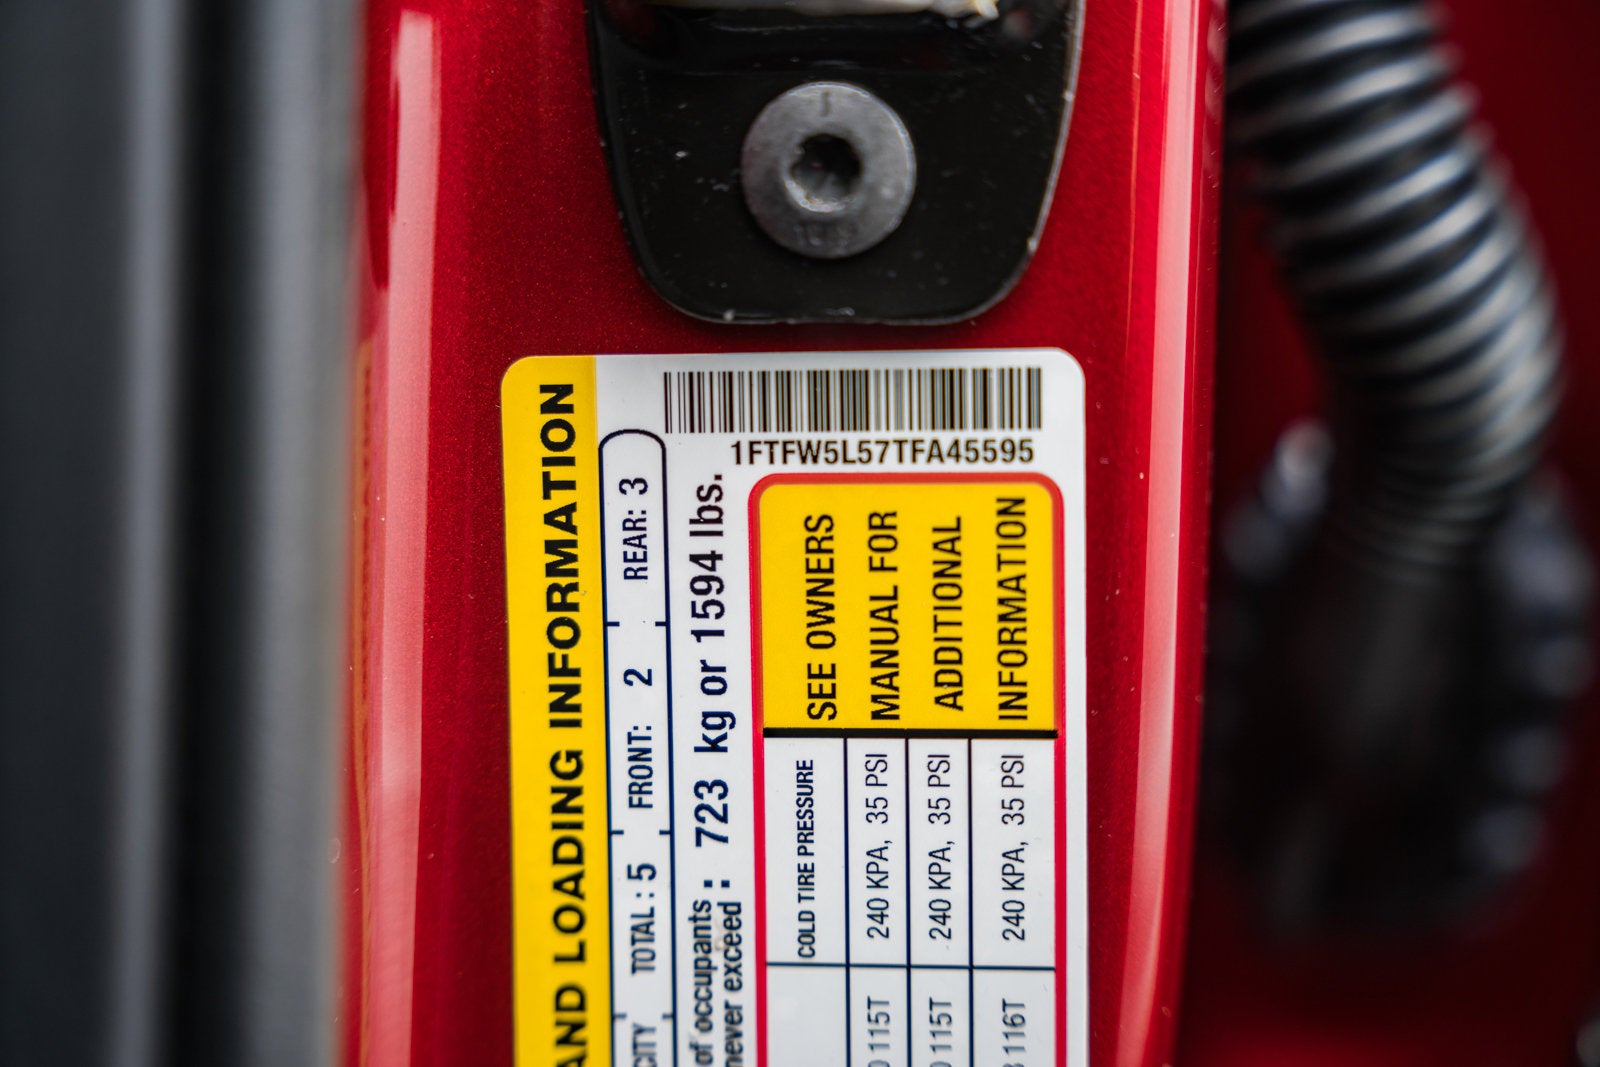 1FTFW5L57TFA45595
AND LOADING INFORMATION
TOTAL : 5 FRONT: 2 REAR: 3
of occupants
never exceed : 723 kg or 1594 lbs.
COLD TIRE PRESSURE
240 KPA, 35 PSI
240 KPA, 35 PSI
240 KPA, 35 PSI
115T
115T
116T
SEE OWNERS
MANUAL FOR
ADDITIONAL
INFORMATION